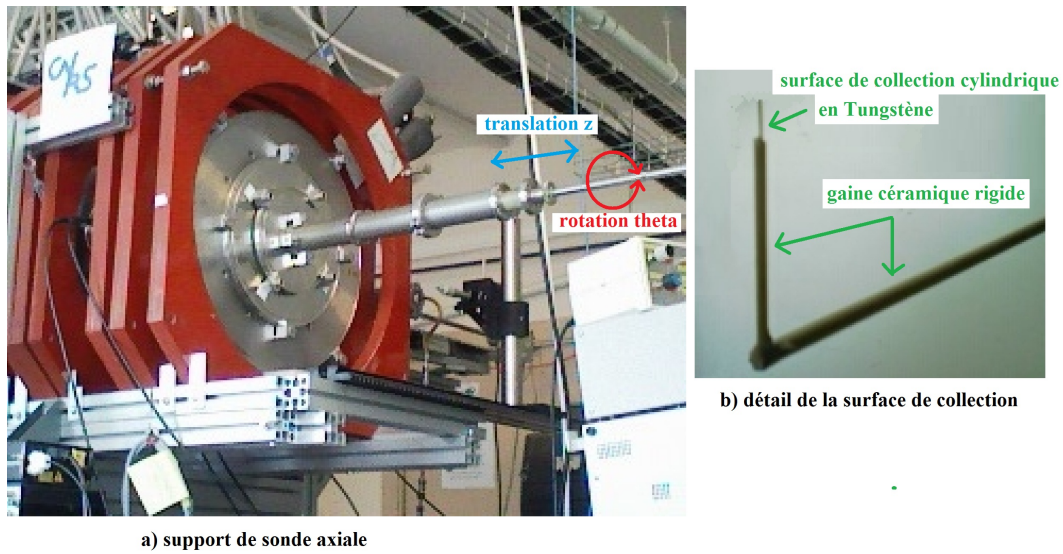 translation z
rotation theta
surface de collection cylindrique
en Tungstène
gaine céramique rigide
b) détail de la surface de collection
a) support de sonde axiale